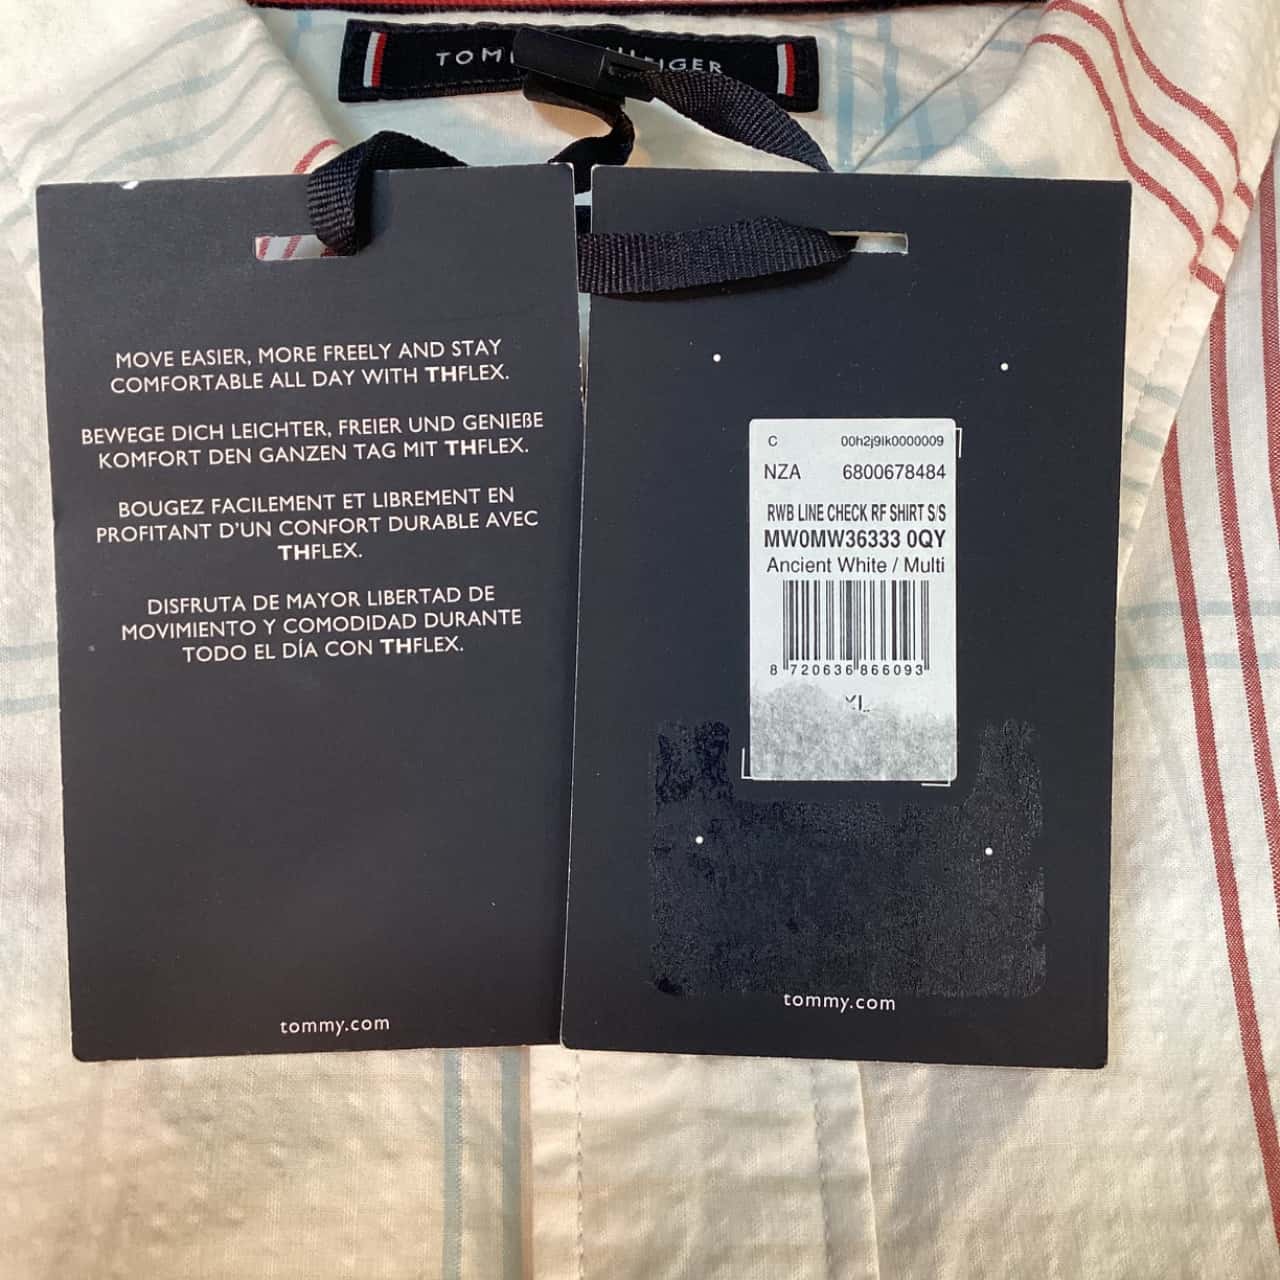 TOMM HILFIGER
MOVE EASIER, MORE FREELY AND STAY
COMFORTABLE ALL DAY WITH THFLEX.
BEWEGE DICH LEICHTER, FREIER UND GENIEßE
KOMFORT DEN GANZEN TAG MIT THFLEX.
BOUGEZ FACILEMENT ET LIBREMENT EN
PROFITANT D'UN CONFORT DURABLE AVEC
THFLEX.
DISFRUTA DE MAYOR LIBERTAD DE
MOVIMIENTO Y COMODIDAD DURANTE
TODO EL DÍA CON THFLEX.
tommy.com
C 00h2j9lk0000009
NZA 6800678484
RWB LINE CHECK RF SHIRT S/S
MW0MW36333 0QY
Ancient White / Multi
8 720636 866093
XL
tommy.com